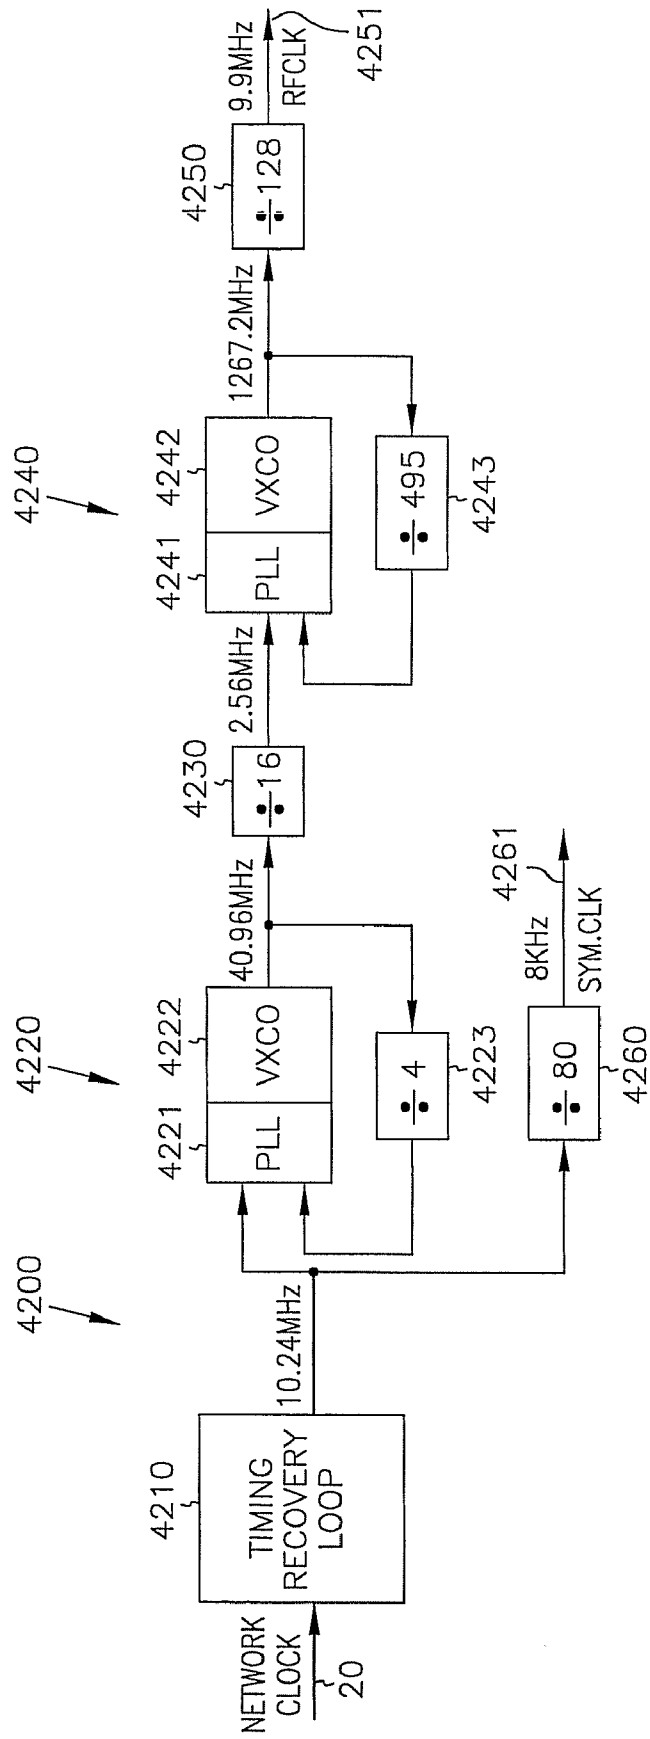 4200
4220
4240
NETWORK
CLOCK
20
4210
TIMING
RECOVERY
LOOP
10.24MHz
4221
4222
PLL
VXCO
÷ 4
4223
40.96MHz
4230
÷ 16
2.56MHz
4241
4242
PLL
VXCO
÷ 495
4243
1267.2MHz
4250
÷ 128
9.9MHz
RFCLK
4251
÷ 80
4260
8KHz
SYM.CLK
4261